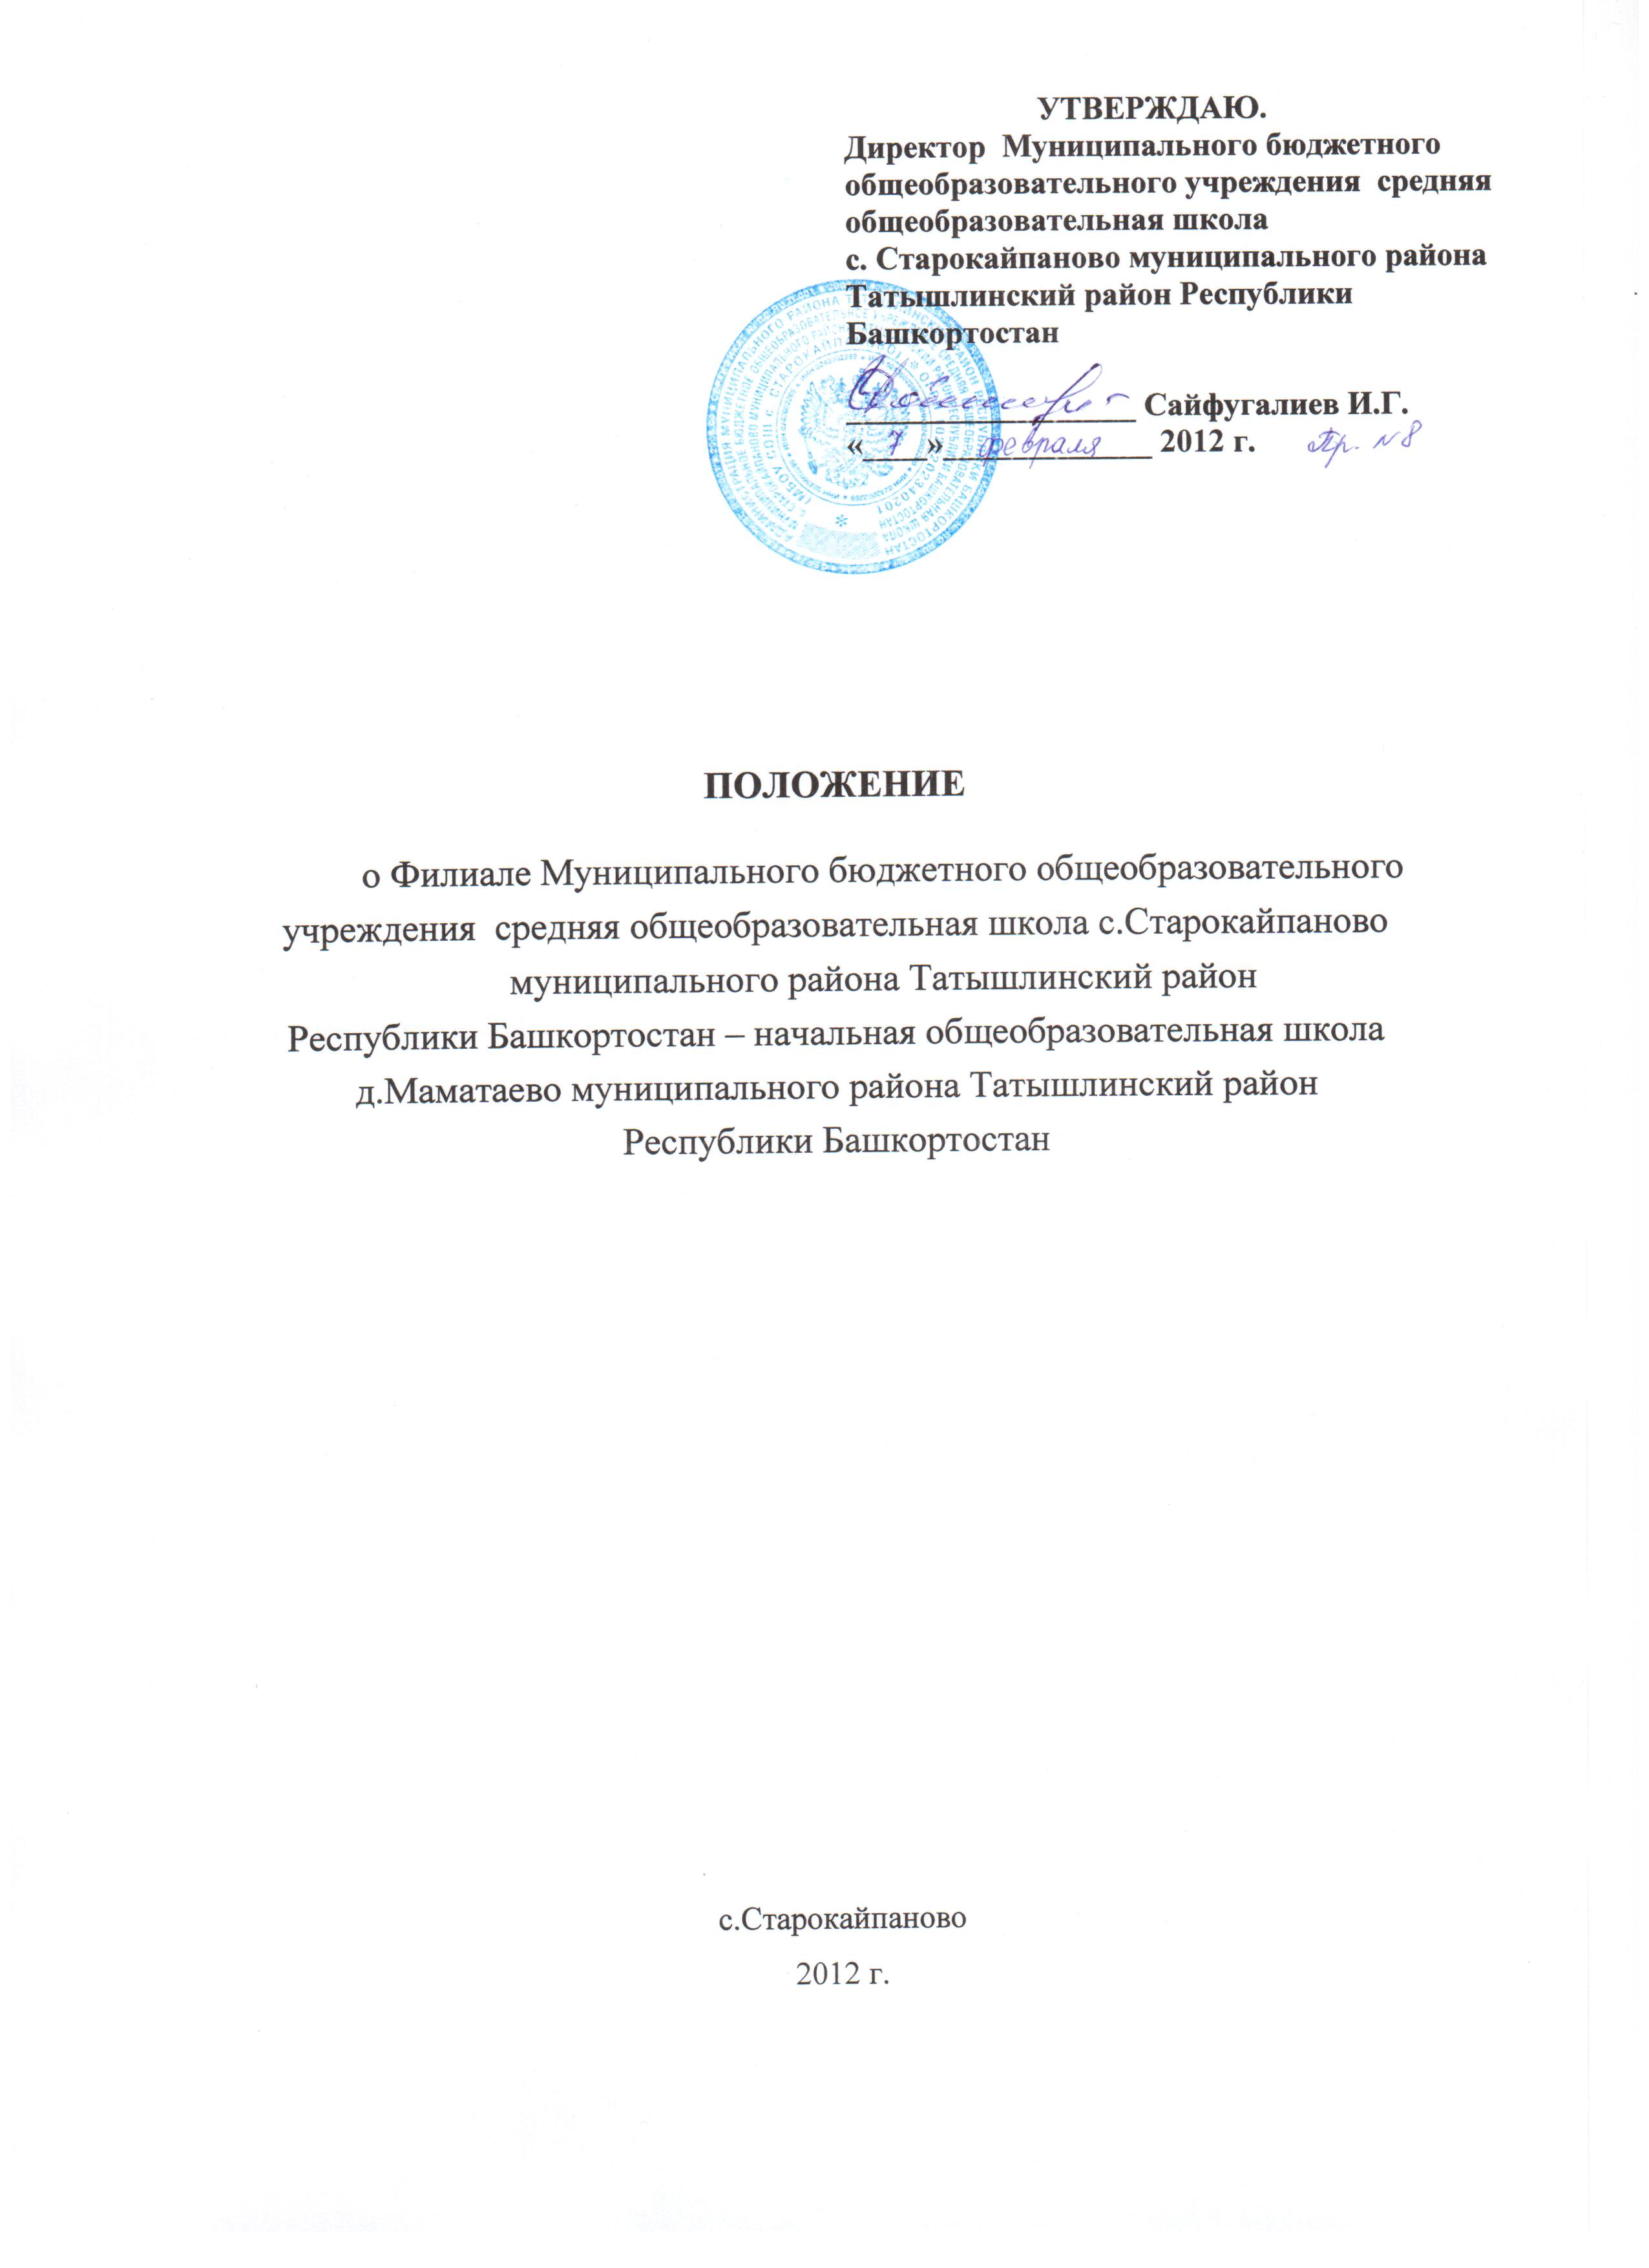 УТВЕРЖДАЮ.
Директор Муниципального бюджетного
общеобразовательного учреждения средняя
общеобразовательная школа
с. Старокайпаново муниципального района
Татышлинский район Республики
Башкортостан
Сайфугалиев И.Г.
« 7 » февраля 2012 г. Пр. N 8
ПОЛОЖЕНИЕ
о Филиале Муниципального бюджетного общеобразовательного
учреждения средняя общеобразовательная школа с.Старокайпаново
муниципального района Татышлинский район
Республики Башкортостан – начальная общеобразовательная школа
д.Маматаево муниципального района Татышлинский район
Республики Башкортостан
с.Старокайпаново
2012 г.